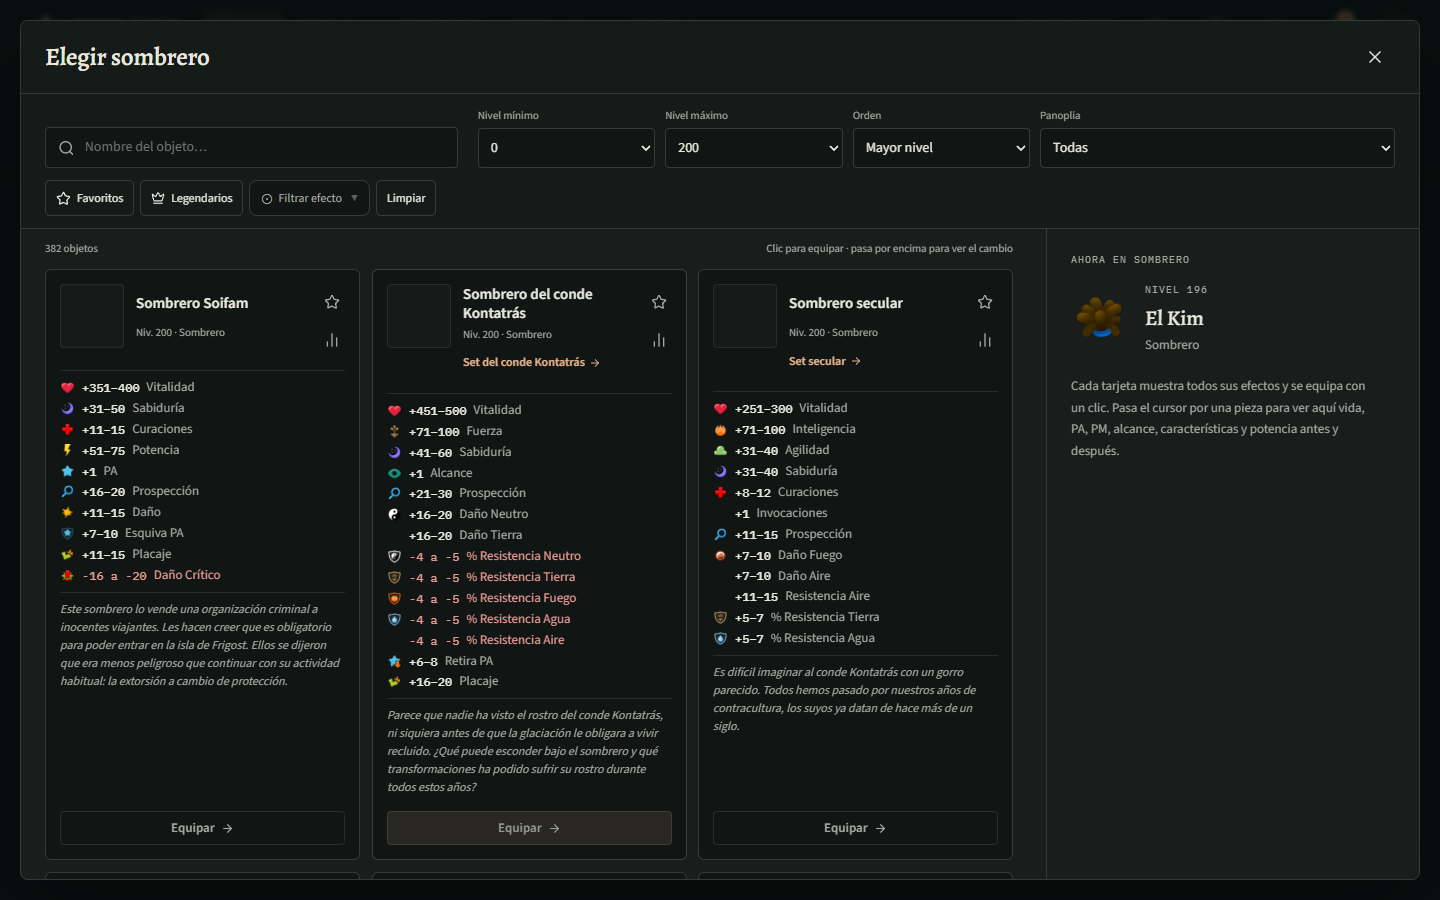 Elegir sombrero
Nivel mínimo
Nivel máximo
Orden
Panoplia
Nombre del objeto…
0
200
Mayor nivel
Todas
Favoritos
Legendarios
Filtrar efecto
Limpiar
382 objetos
Clic para equipar · pasa por encima para ver el cambio
Sombrero Soifam
Niv. 200 · Sombrero
+351–400 Vitalidad
+31–50 Sabiduría
+11–15 Curaciones
+51–75 Potencia
+1 PA
+16–20 Prospección
+11–15 Daño
+7–10 Esquiva PA
+11–15 Placaje
-16 a -20 Daño Crítico
Este sombrero lo vende una organización criminal a
inocentes viajantes. Les hacen creer que es obligatorio
para poder entrar en la isla de Frigost. Ellos se dijeron
que era menos peligroso que continuar con su actividad
habitual: la extorsión a cambio de protección.
Equipar →
Sombrero del conde
Kontatrás
Niv. 200 · Sombrero
Set del conde Kontatrás →
+451–500 Vitalidad
+71–100 Fuerza
+41–60 Sabiduría
+1 Alcance
+21–30 Prospección
+16–20 Daño Neutro
+16–20 Daño Tierra
-4 a -5 % Resistencia Neutro
-4 a -5 % Resistencia Tierra
-4 a -5 % Resistencia Fuego
-4 a -5 % Resistencia Agua
-4 a -5 % Resistencia Aire
+6–8 Retira PA
+16–20 Placaje
Parece que nadie ha visto el rostro del conde Kontatrás,
ni siquiera antes de que la glaciación le obligara a vivir
recluido. ¿Qué puede esconder bajo el sombrero y qué
transformaciones ha podido sufrir su rostro durante
todos estos años?
Equipar →
Sombrero secular
Niv. 200 · Sombrero
Set secular →
+251–300 Vitalidad
+71–100 Inteligencia
+31–40 Agilidad
+31–40 Sabiduría
+8–12 Curaciones
+1 Invocaciones
+11–15 Prospección
+7–10 Daño Fuego
+7–10 Daño Aire
+11–15 Resistencia Aire
+5–7 % Resistencia Tierra
+5–7 % Resistencia Agua
Es difícil imaginar al conde Kontatrás con un gorro
parecido. Todos hemos pasado por nuestros años de
contracultura, los suyos ya datan de hace más de un
siglo.
Equipar →
AHORA EN SOMBRERO
NIVEL 196
El Kim
Sombrero
Cada tarjeta muestra todos sus efectos y se equipa con
un clic. Pasa el cursor por una pieza para ver aquí vida,
PA, PM, alcance, características y potencia antes y
después.